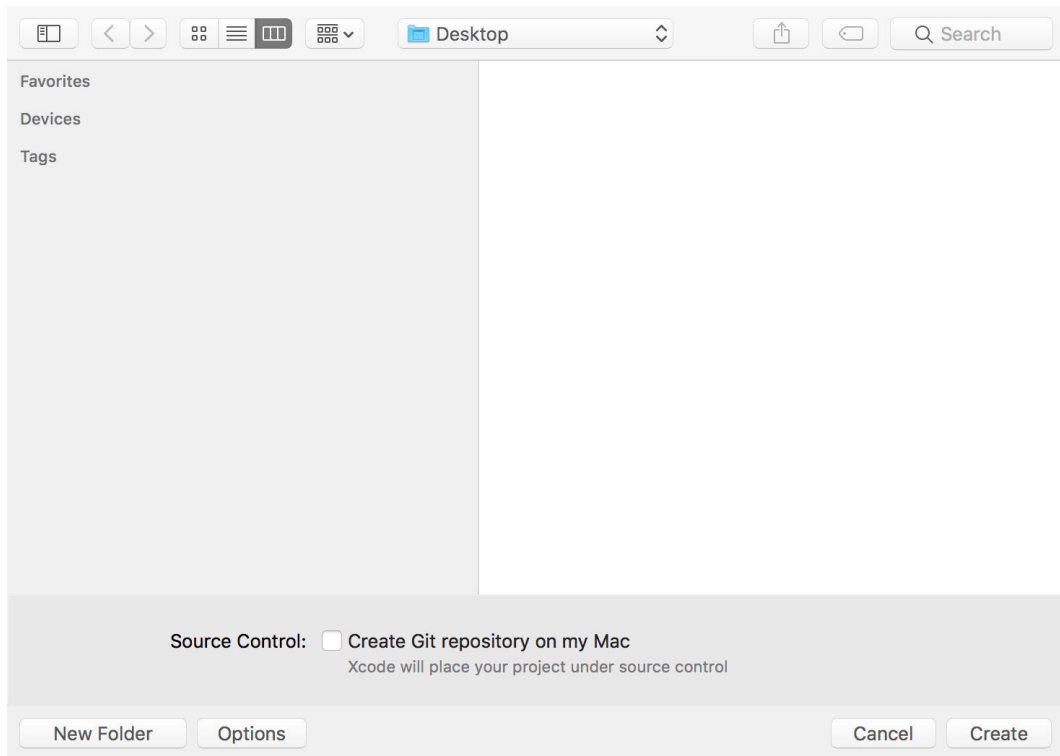 Desktop
Search
Favorites
Devices
Tags
Source Control: Create Git repository on my Mac
Xcode will place your project under source control
New Folder Options Cancel Create